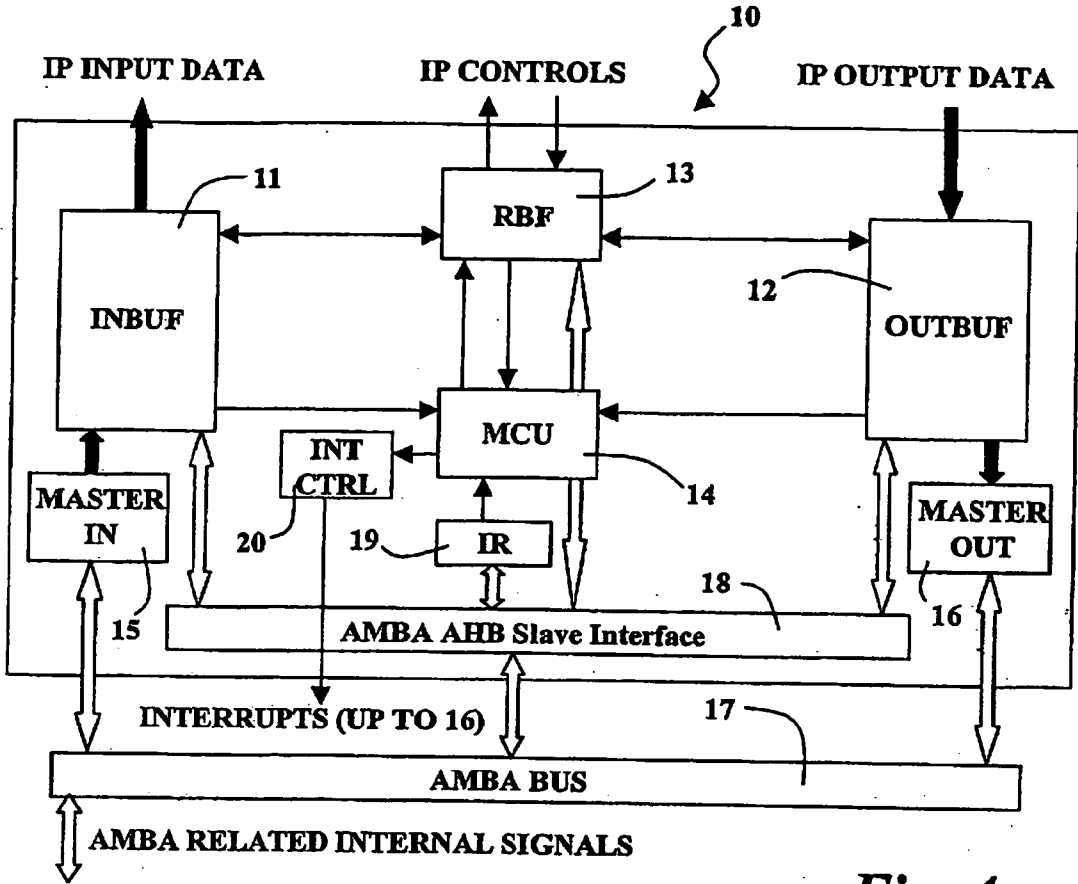 10
IP INPUT DATA
IP CONTROLS
IP OUTPUT DATA
11
13
RBF
12
INBUF
OUTBUF
MCU
INT
CTRL
14
MASTER
IN
20
19
IR
MASTER
OUT
15
18
16
AMBA AHB Slave Interface
INTERRUPTS (UP TO 16)
17
AMBA BUS
AMBA RELATED INTERNAL SIGNALS